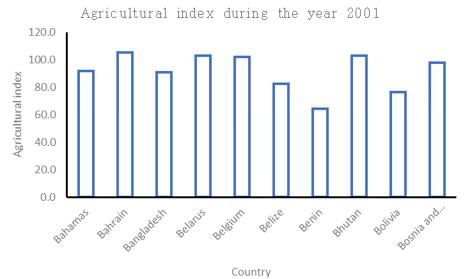 Agricultural index during the year 2001
120.0
100.0
80.0
60.0
40.0
20.0
0.0
Agricultural index
Bahamas
Bahrain
Bangladesh
Belarus
Belgium
Belize
Benin
Bhutan
Bolivia
Bosnia and...
Country